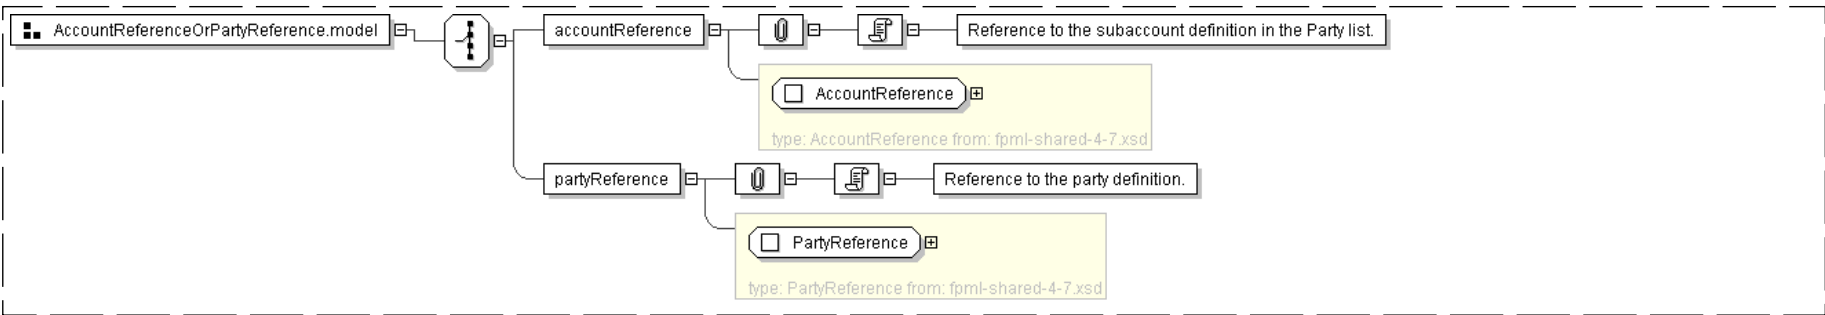 AccountReferenceOrPartyReference.model
accountReference
Reference to the subaccount definition in the Party list.
AccountReference
type: AccountReference from: fpml-shared-4-7.xsd
partyReference
Reference to the party definition.
PartyReference
type: PartyReference from: fpml-shared-4-7.xsd